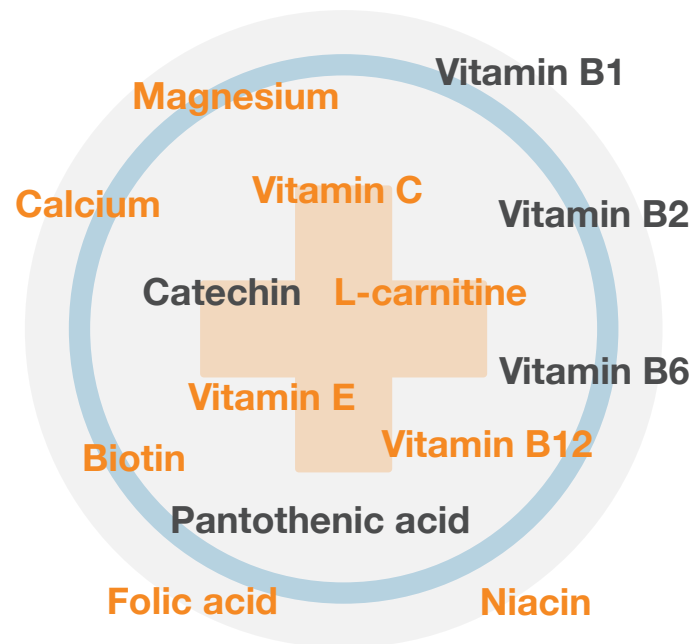 Vitamin B1
Magnesium
Vitamin C
Calcium
Vitamin B2
Catechin
L-carnitine
Vitamin B6
Vitamin E
Vitamin B12
Biotin
Pantothenic acid
Folic acid
Niacin